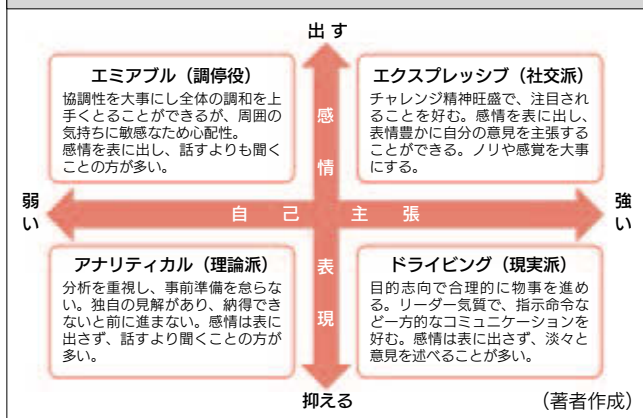 出す
エミアブル（調停役）
協調性を大事にし全体の調和を上
手くとることができるが、周囲の
気持ちに敏感なため心配性。
感情を表に出し、話すよりも聞く
ことの方が多い。
エクスプレッシブ（社交派）
チャレンジ精神旺盛で、注目され
ることを好む。感情を表に出し、
表情豊かに自分の意見を主張する
ことができる。ノリや感覚を大事
にする。
感情
弱い
自己主張
強い
表現
アナリティカル（理論派）
分析を重視し、事前準備を怠らな
い。独自の見解があり、納得でき
ないと前に進まない。感情は表に
出さず、話すより聞くことの方が
多い。
ドライビング（現実派）
目的志向で合理的に物事を進め
る。リーダー気質で、指示命令な
ど一方的なコミュニケーションを
好む。感情は表に出さず、淡々と
意見を述べることが多い。
抑える
（著者作成）